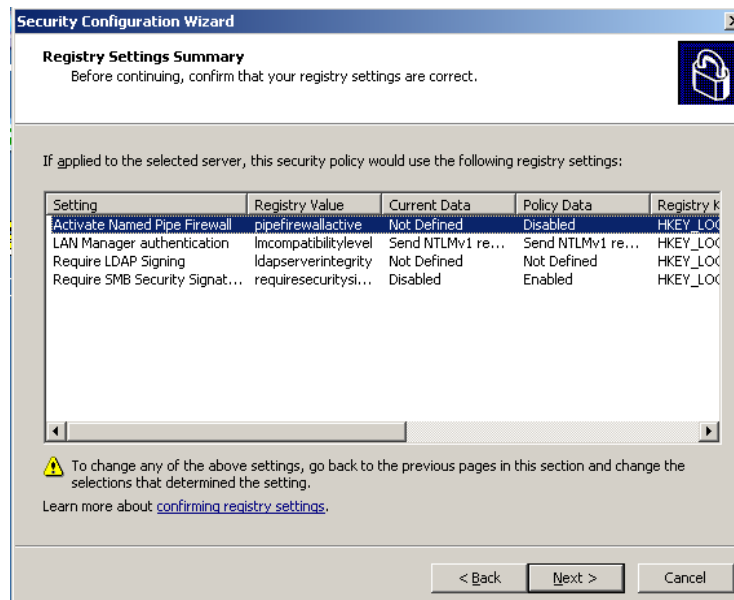 Security Configuration Wizard
Registry Settings Summary
Before continuing, confirm that your registry settings are correct.
If applied to the selected server, this security policy would use the following registry settings:
Setting Registry Value Current Data Policy Data Registry K
Activate Named Pipe Firewall pipefirewallactive Not Defined Disabled HKEY_LOC
LAN Manager authentication lmcompatibilitylevel Send NTLMv1 re... Send NTLMv1 re... HKEY_LOC
Require LDAP Signing ldapserverintegrity Not Defined Not Defined HKEY_LOC
Require SMB Security Signat... requiresecuritysi... Disabled Enabled HKEY_LOC
To change any of the above settings, go back to the previous pages in this section and change the
selections that determined the setting.
Learn more about confirming registry settings.
< Back Next > Cancel